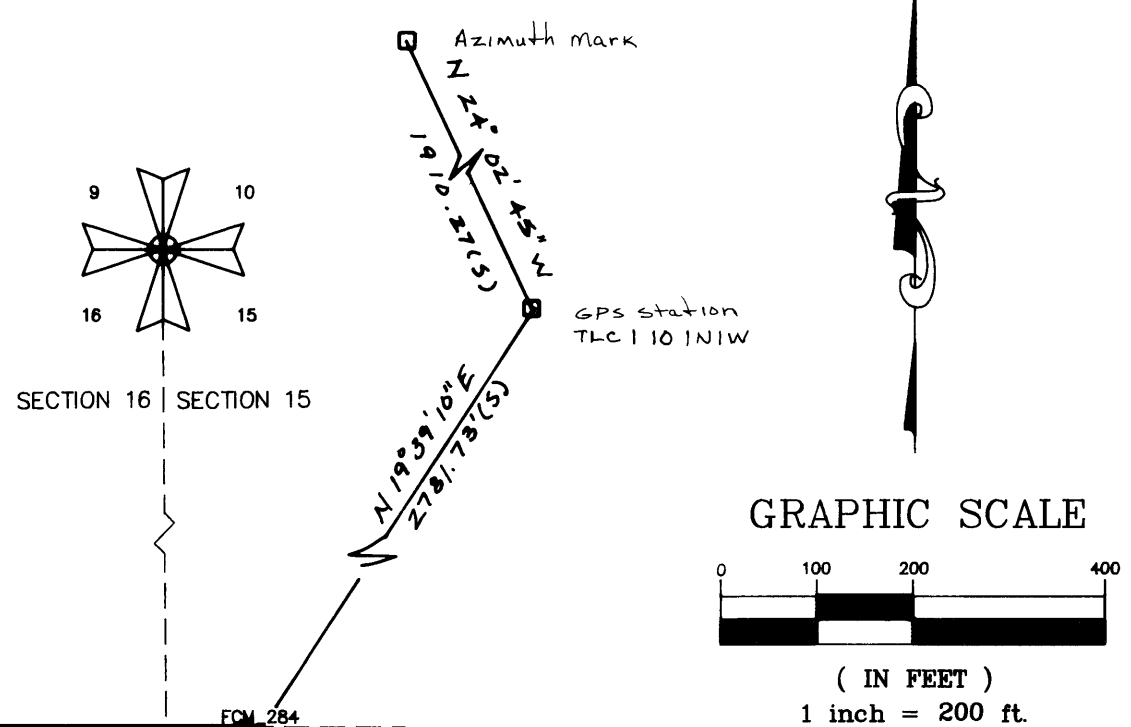 Azimuth Mark
N 24° 02' 45" W
1910.27(S)
9 10
16 15
GPS Station
TLC 1 10 1N1W
SECTION 16 SECTION 15
N 19° 39' 10" E
2781.73'(S)
FCM 284
GRAPHIC SCALE
0 100 200 400
( IN FEET )
1 inch = 200 ft.